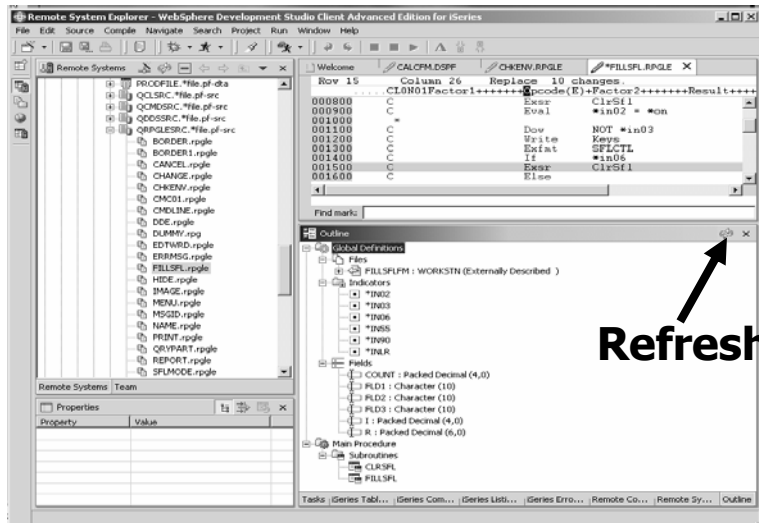 Remote System Explorer - WebSphere Development Studio Client Advanced Edition for iSeries
File Edit Source Compile Navigate Search Project Run Window Help
Remote Systems
PRODFILE.*file.pf-dta
QCLSRC.*file.pf-src
QCMDSRC.*file.pf-src
QDDSSRC.*file.pf-src
QRPGLESRC.*file.pf-src
BORDER.rpgle
BORDER1.rpgle
CANCEL.rpgle
CHANGE.rpgle
CHKENV.rpgle
CMC01.rpgle
CMDLINE.rpgle
DDE.rpgle
DUMMY.rpg
EDTWRD.rpgle
ERRMSG.rpgle
FILLSFL.rpgle
HIDE.rpgle
IMAGE.rpgle
MENU.rpgle
MSGID.rpgle
NAME.rpgle
PRINT.rpgle
QRYPART.rpgle
REPORT.rpgle
SFLMODE.rpgle
Remote Systems Team
Properties
Property Value
Welcome CALCFM.DSPF CHKENV.RPGLE *FILLSFL.RPGLE
Row 15 Column 26 Replace 10 changes.
.....CL0N01Factor1+++++++Opcode(E)+Factor2+++++++Result++++
000800 C Exsr ClrSfl
000900 C Eval *in02 = *on
001000 *
001100 C Dow NOT *in03
001200 C Write Keys
001300 C Exfmt SFLCTL
001400 C If *in06
001500 C Exsr ClrSfl
001600 C Else
Find mark:
Outline
Global Definitions
Files
FILLSFLFM : WORKSTN (Externally Described )
Indicators
*IN02
*IN03
*IN06
*IN55
*IN90
*INLR
Fields
COUNT : Packed Decimal (4,0)
FLD1 : Character (10)
FLD2 : Character (10)
FLD3 : Character (10)
I : Packed Decimal (4,0)
R : Packed Decimal (6,0)
Main Procedure
Subroutines
CLRSFL
FILLSFL
Tasks iSeries Tabl... iSeries Com... iSeries Listi... iSeries Erro... Remote Co... Remote Sy... Outline
Refresh